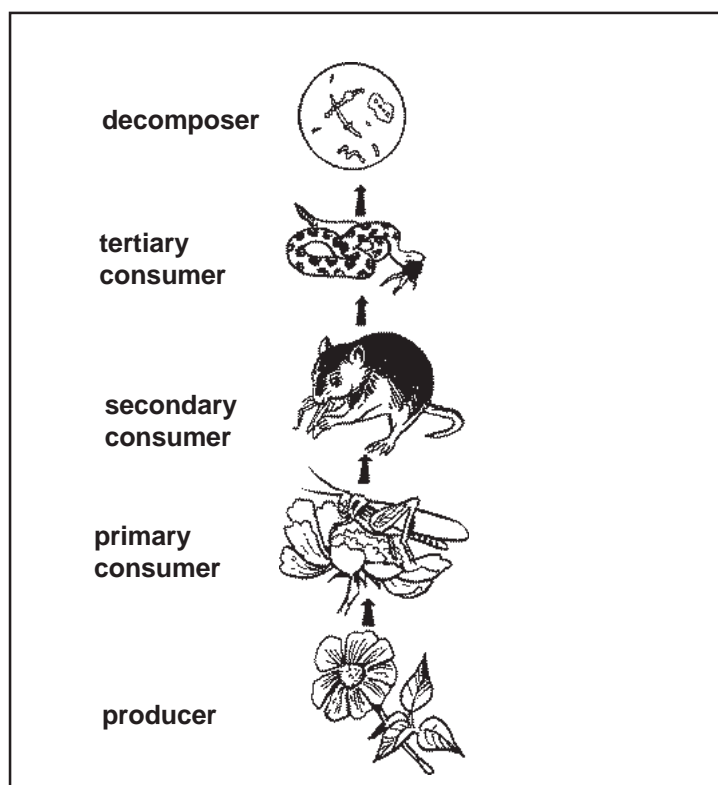 decomposer
tertiary
consumer
secondary
consumer
primary
consumer
producer